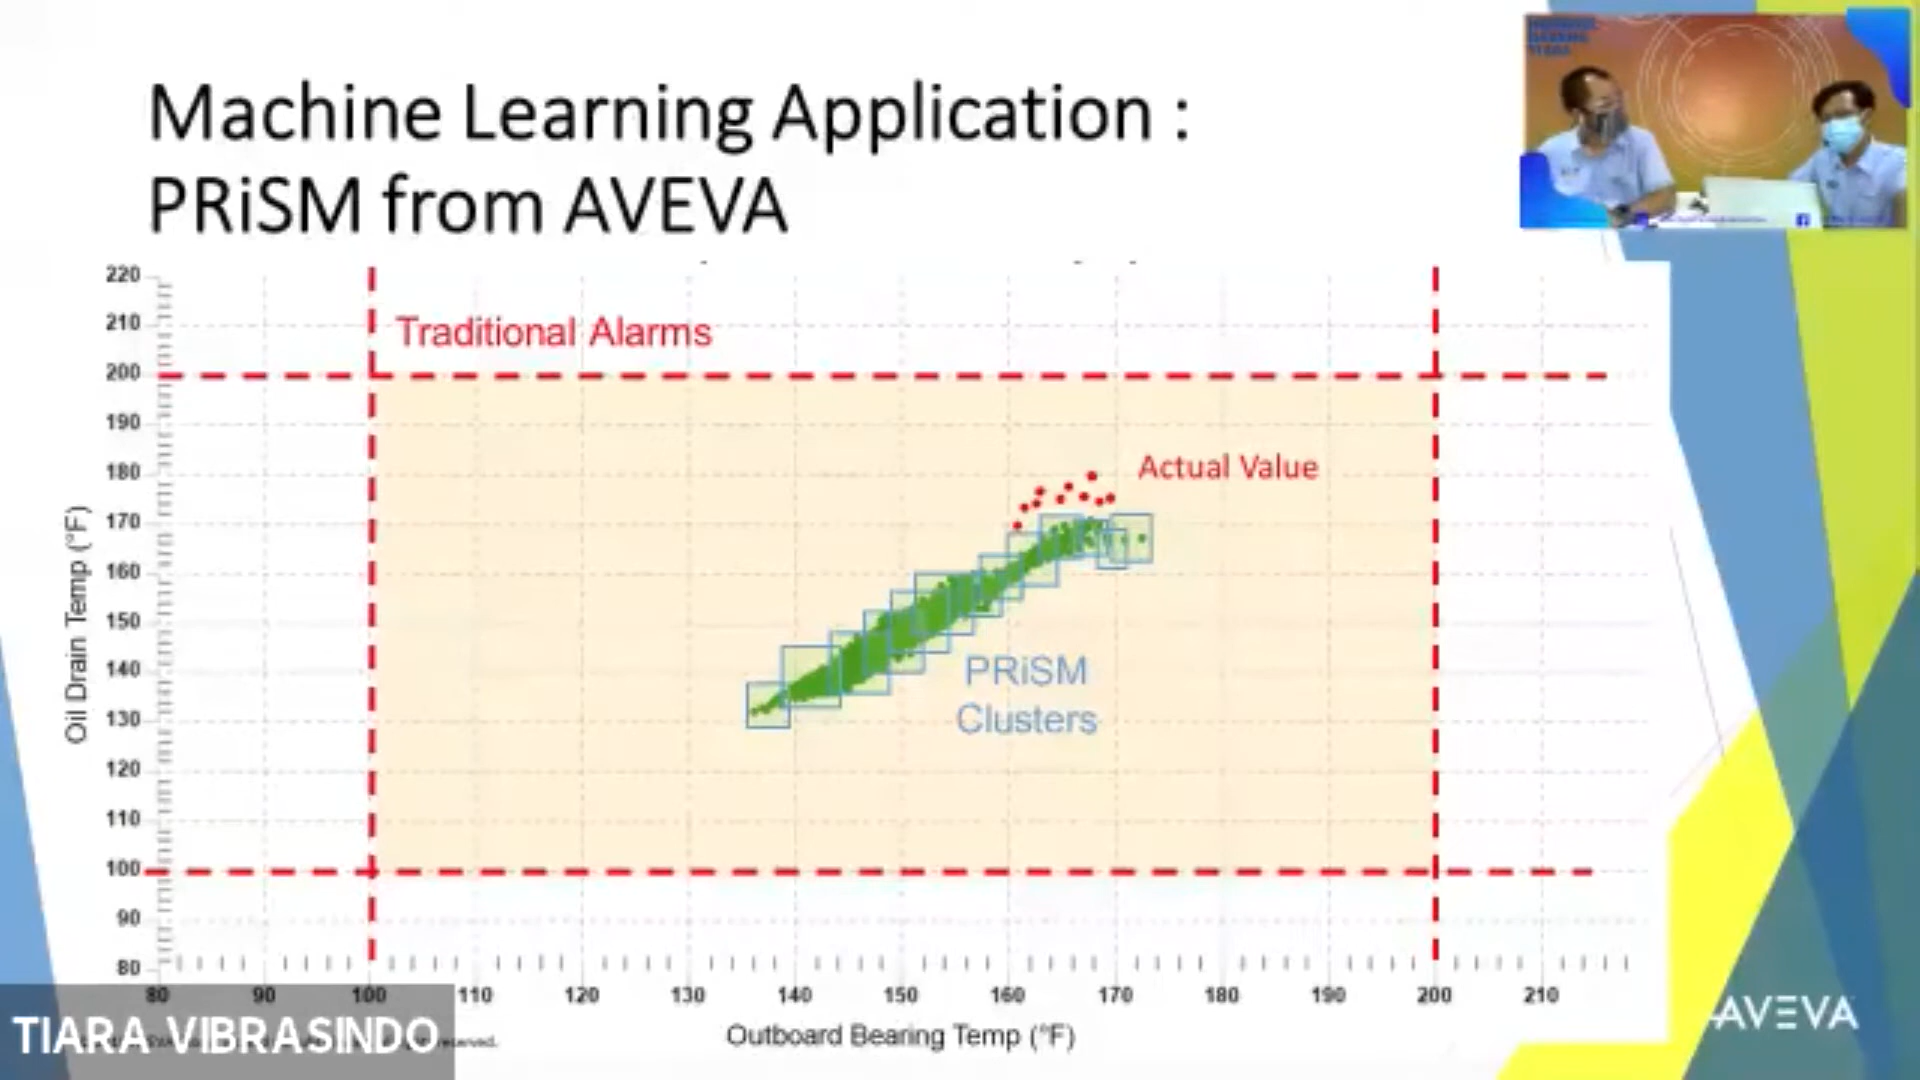 Machine Learning Application :
PRiSM from AVEVA
220
210
200
190
180
170
160
150
140
130
120
110
100
90
80
Oil Drain Temp (°F)
Traditional Alarms
Actual Value
PRiSM
Clusters
80 90 100 110 120 130 140 150 160 170 180 190 200 210
Outboard Bearing Temp (°F)
AVEVA
TIARA VIBRASINDO
reserved.